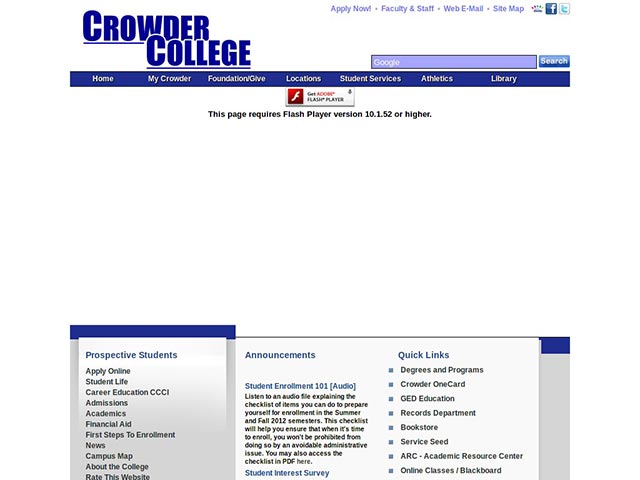 CROWDER
COLLEGE
Apply Now! • Faculty & Staff • Web E-Mail • Site Map
Google
Search
Home My Crowder Foundation/Give Locations Student Services Athletics Library
Get ADOBE® FLASH® PLAYER
This page requires Flash Player version 10.1.52 or higher.
Prospective Students
Apply Online
Student Life
Career Education CCCI
Admissions
Academics
Financial Aid
First Steps To Enrollment
News
Campus Map
About the College
Rate This Website
Announcements
Student Enrollment 101 [Audio]
Listen to an audio file explaining the
checklist of items you can do to prepare
yourself for enrollment in the Summer
and Fall 2012 semesters. This checklist
will help you ensure that when it's time
to enroll, you won't be prohibited from
doing so by an avoidable administrative
issue. You may also access the
checklist in PDF here.
Student Interest Survey
Quick Links
Degrees and Programs
Crowder OneCard
GED Education
Records Department
Bookstore
Service Seed
ARC - Academic Resource Center
Online Classes / Blackboard